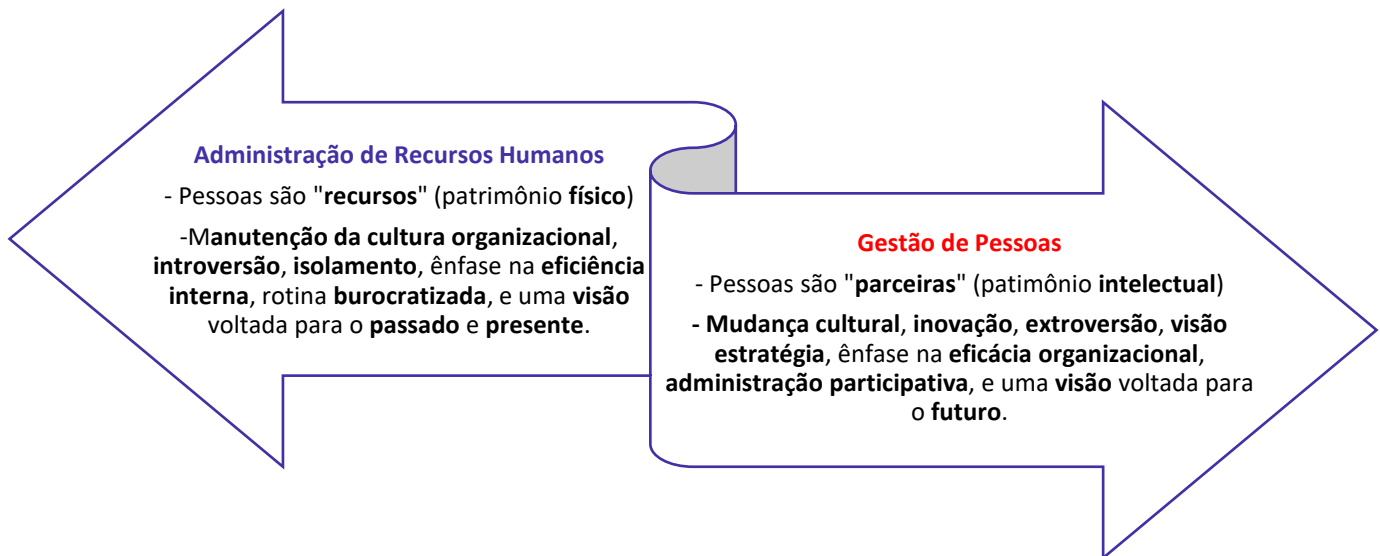 Administração de Recursos Humanos
- Pessoas são "recursos" (patrimônio físico)
-Manutenção da cultura organizacional,
introversão, isolamento, ênfase na eficiência
interna, rotina burocratizada, e uma visão
voltada para o passado e presente.
Gestão de Pessoas
- Pessoas são "parceiras" (patimônio intelectual)
- Mudança cultural, inovação, extroversão, visão
estratégia, ênfase na eficácia organizacional,
administração participativa, e uma visão voltada para
o futuro.